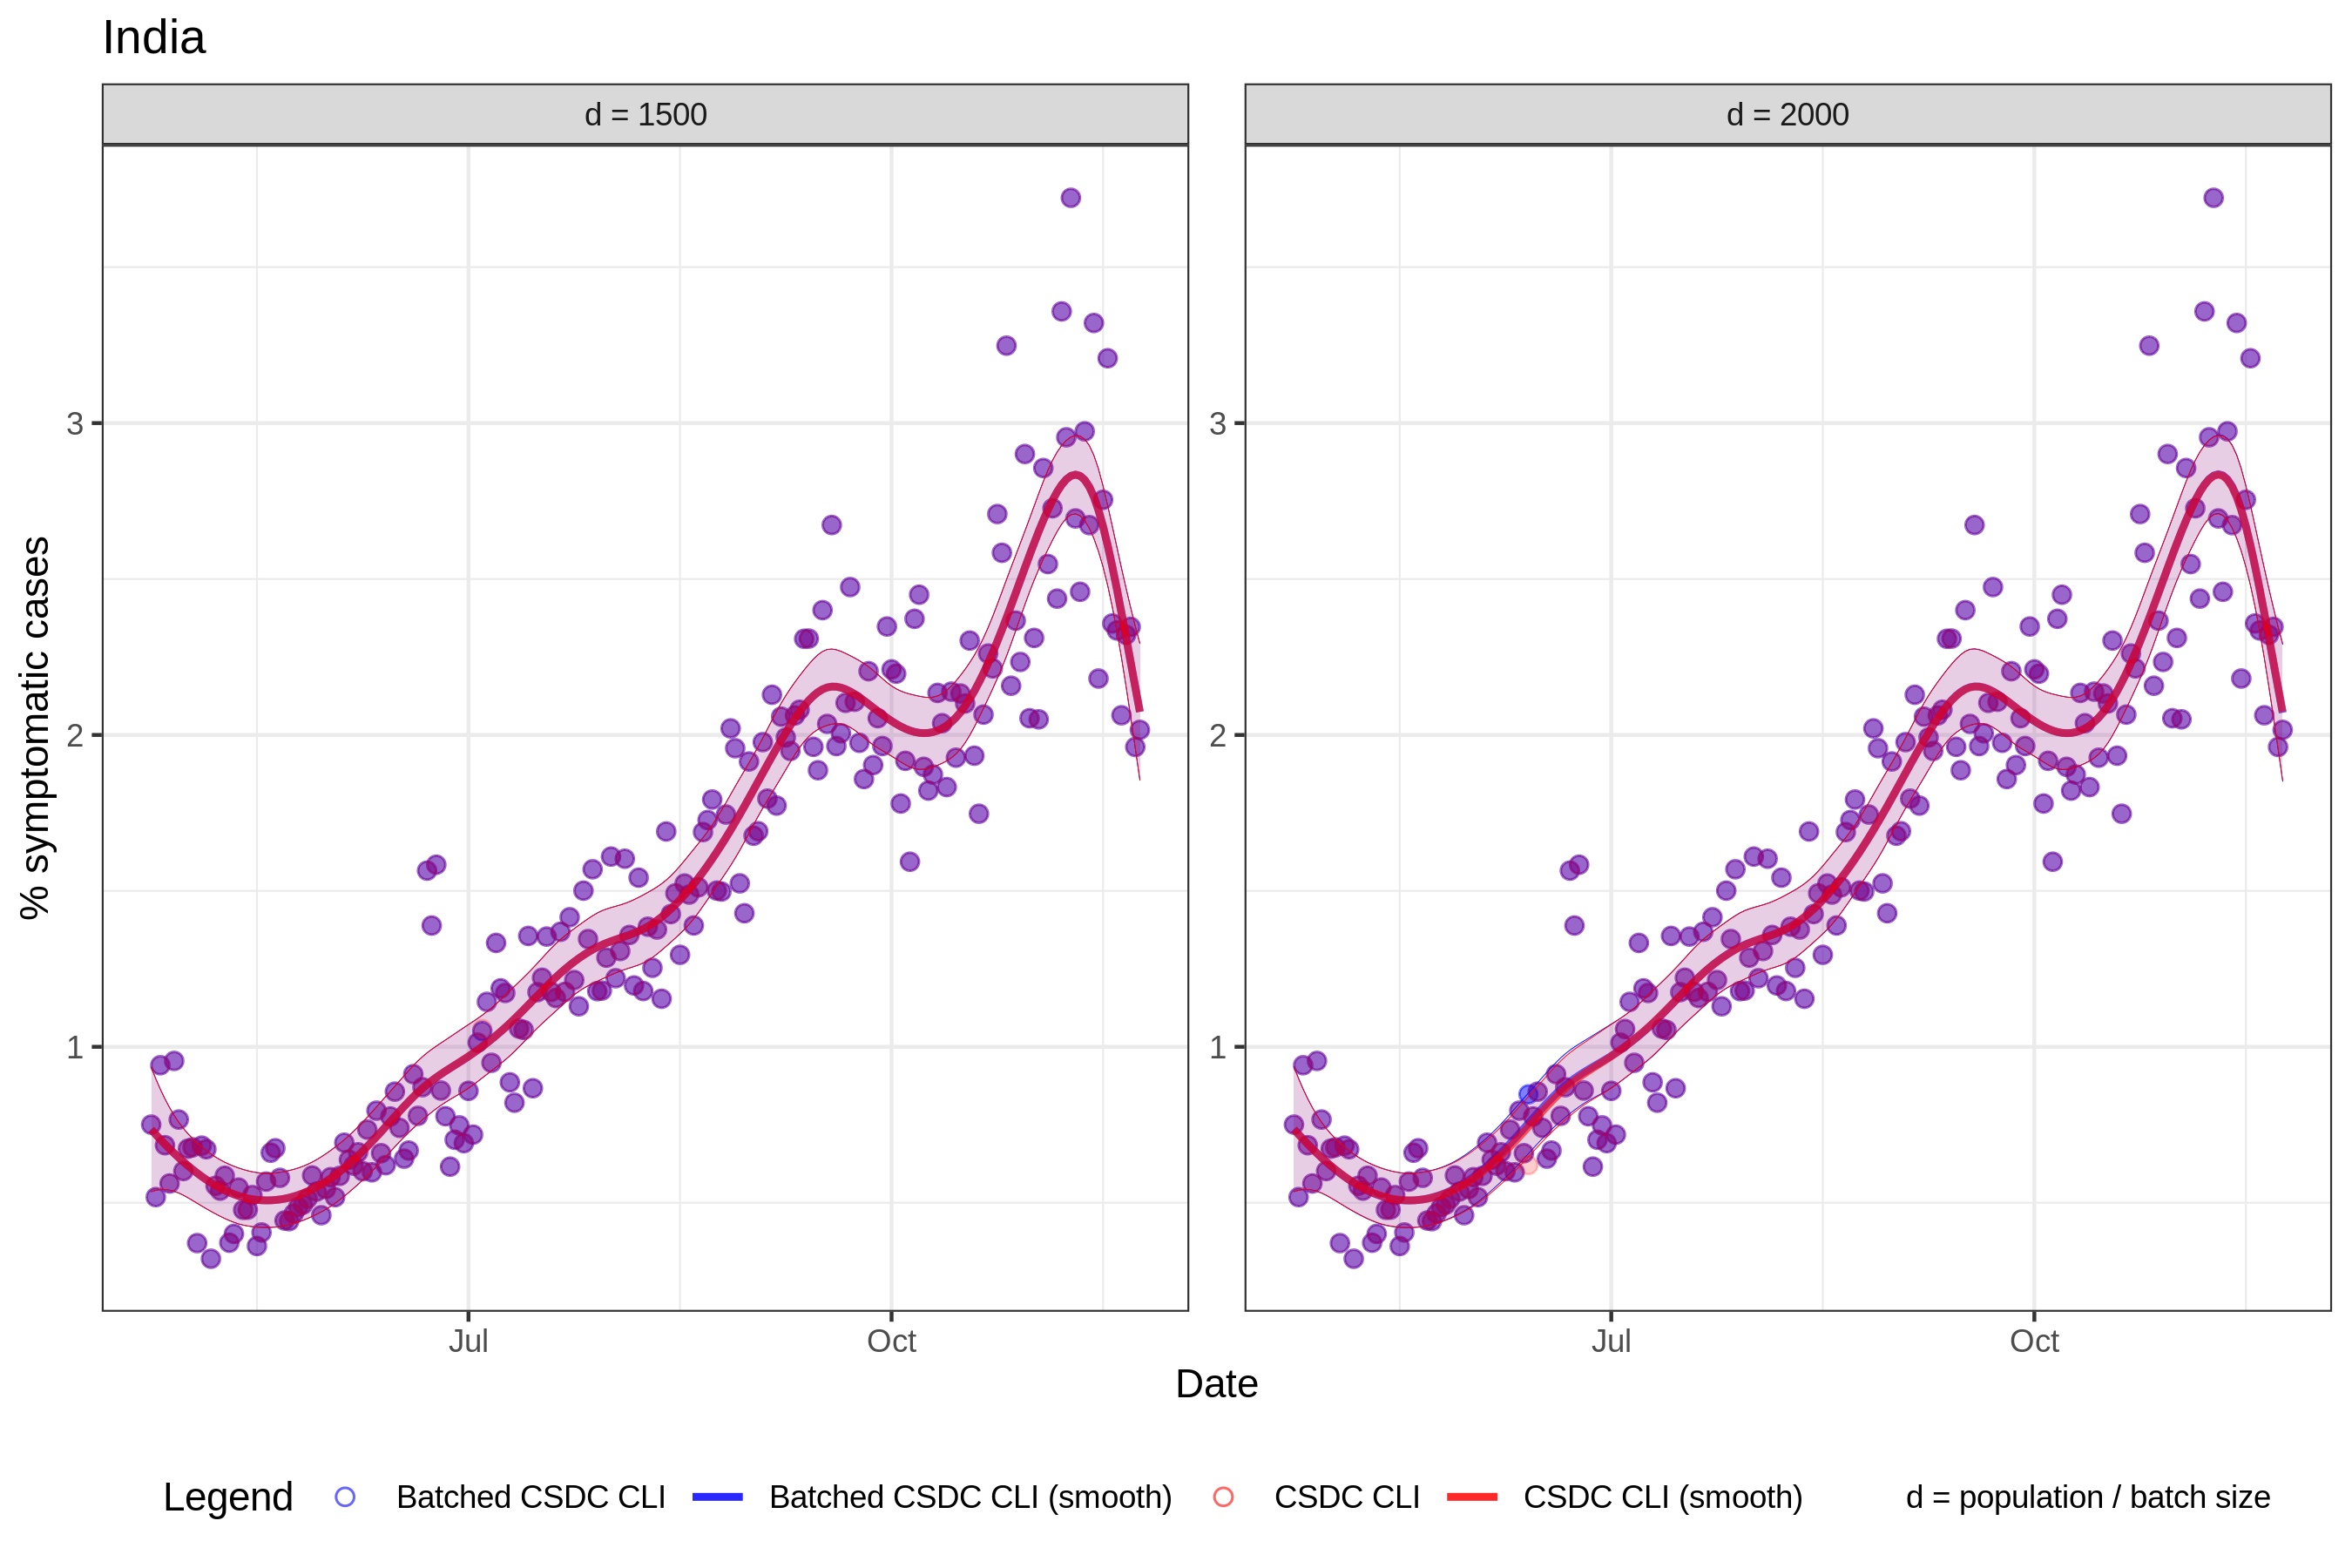 India
d = 1500
d = 2000
% symptomatic cases
3
2
1
3
2
1
Jul
Oct
Jul
Oct
Date
Legend
Batched CSDC CLI
Batched CSDC CLI (smooth)
CSDC CLI
CSDC CLI (smooth)
d = population / batch size